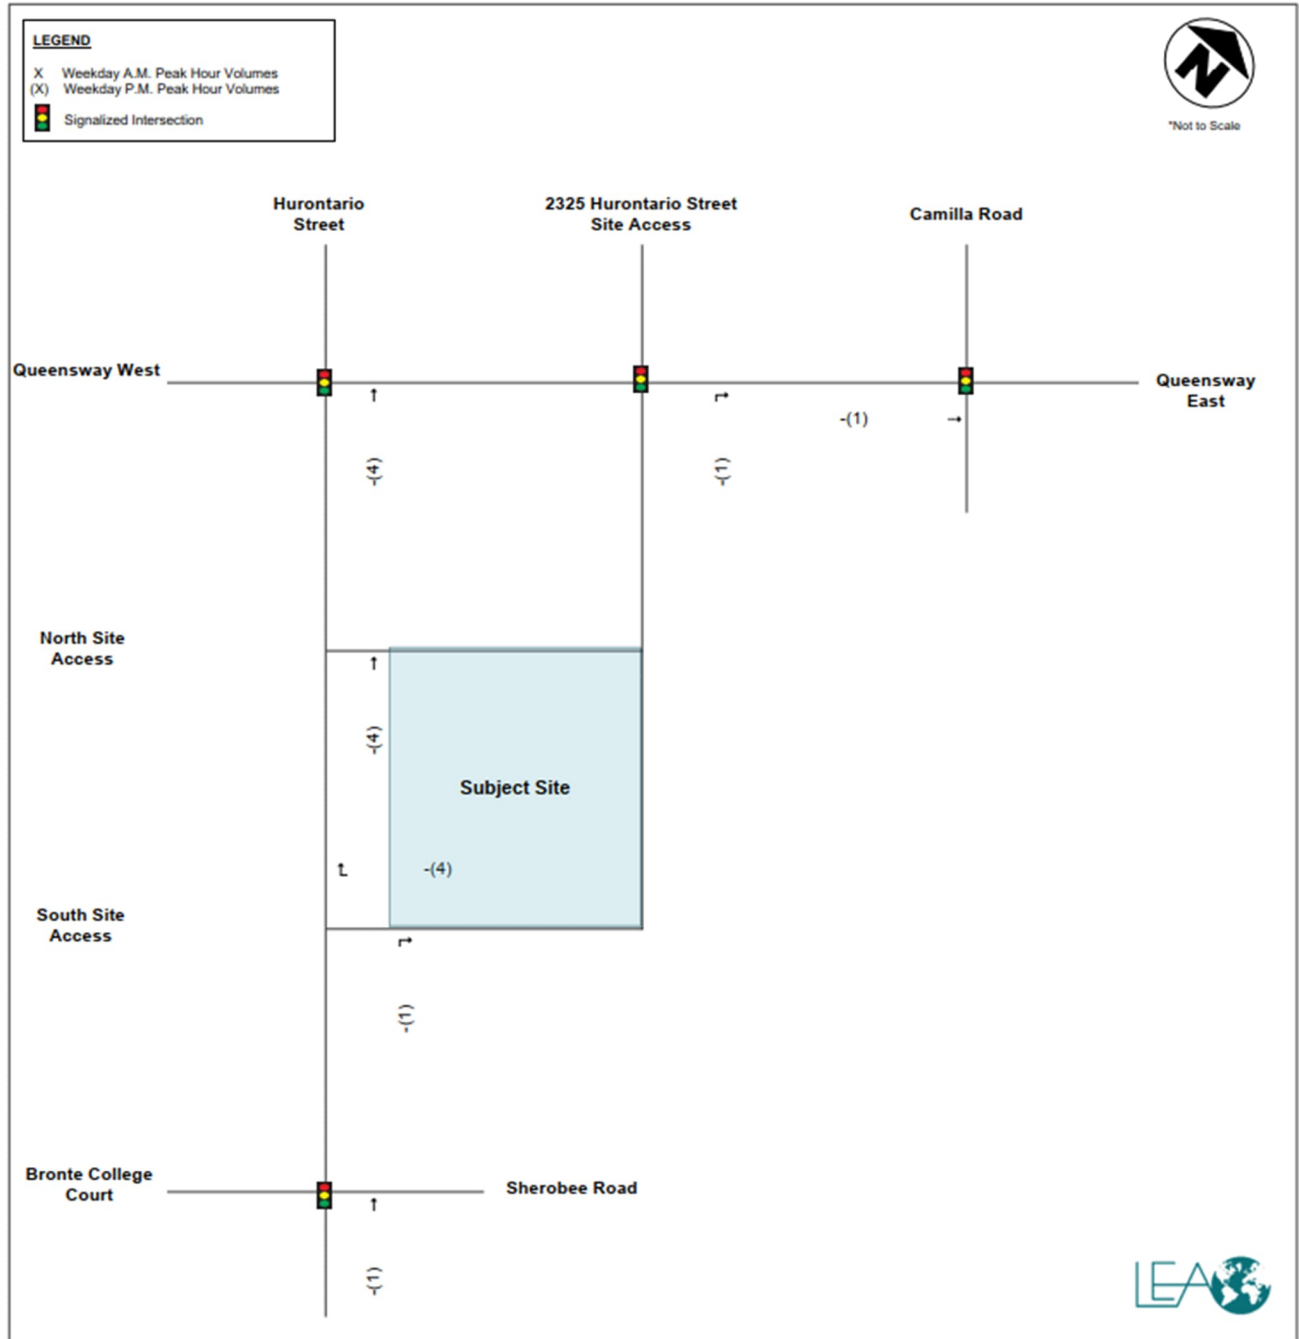 LEGEND
X Weekday A.M. Peak Hour Volumes
(X) Weekday P.M. Peak Hour Volumes
Signalized Intersection
N
*Not to Scale
Hurontario
Street
2325 Hurontario Street
Site Access
Camilla Road
Queensway West
Queensway
East
-(1)
-(4)
-(1)
North Site
Access
-(4)
Subject Site
-(4)
South Site
Access
-(1)
Bronte College
Court
Sherobee Road
-(1)
LEA